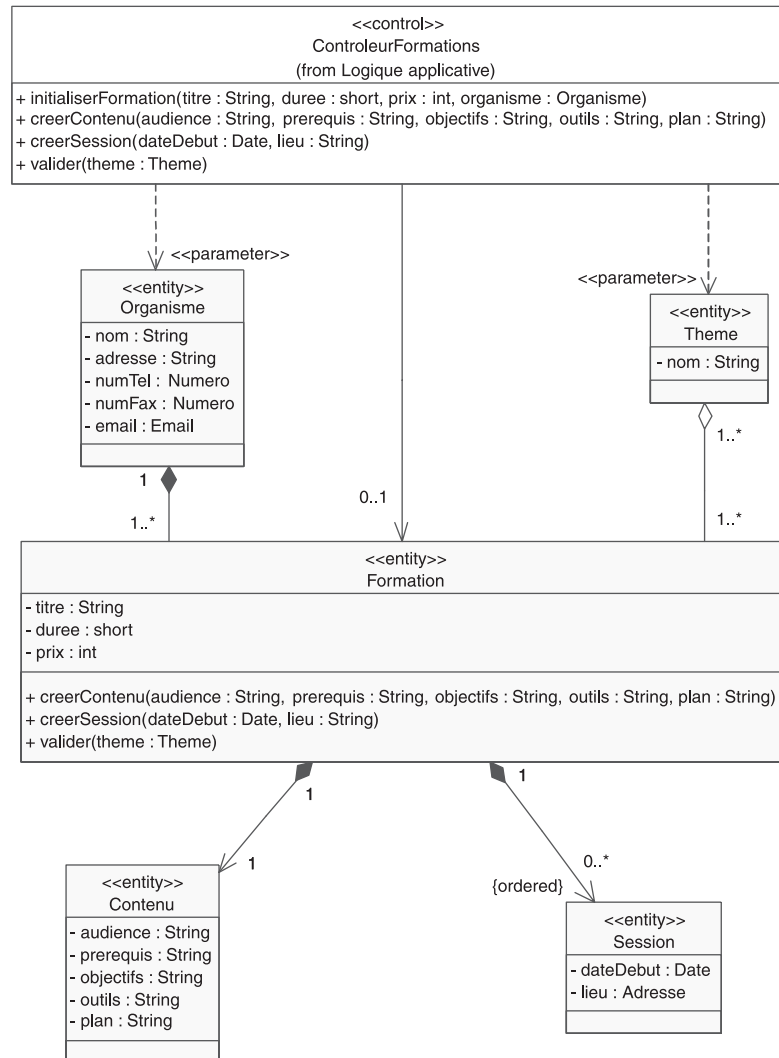 <<control>>
ControleurFormations
(from Logique applicative)
+ initialiserFormation(titre : String, duree : short, prix : int, organisme : Organisme)
+ creerContenu(audience : String, prerequis : String, objectifs : String, outils : String, plan : String)
+ creerSession(dateDebut : Date, lieu : String)
+ valider(theme : Theme)
<<parameter>>
<<parameter>>
<<entity>>
Organisme
- nom : String
- adresse : String
- numTel : Numero
- numFax : Numero
- email : Email
<<entity>>
Theme
- nom : String
1
1..*
0..1
1..*
1..*
<<entity>>
Formation
- titre : String
- duree : short
- prix : int
+ creerContenu(audience : String, prerequis : String, objectifs : String, outils : String, plan : String)
+ creerSession(dateDebut : Date, lieu : String)
+ valider(theme : Theme)
1
1
1
0..*
{ordered}
<<entity>>
Contenu
- audience : String
- prerequis : String
- objectifs : String
- outils : String
- plan : String
<<entity>>
Session
- dateDebut : Date
- lieu : Adresse